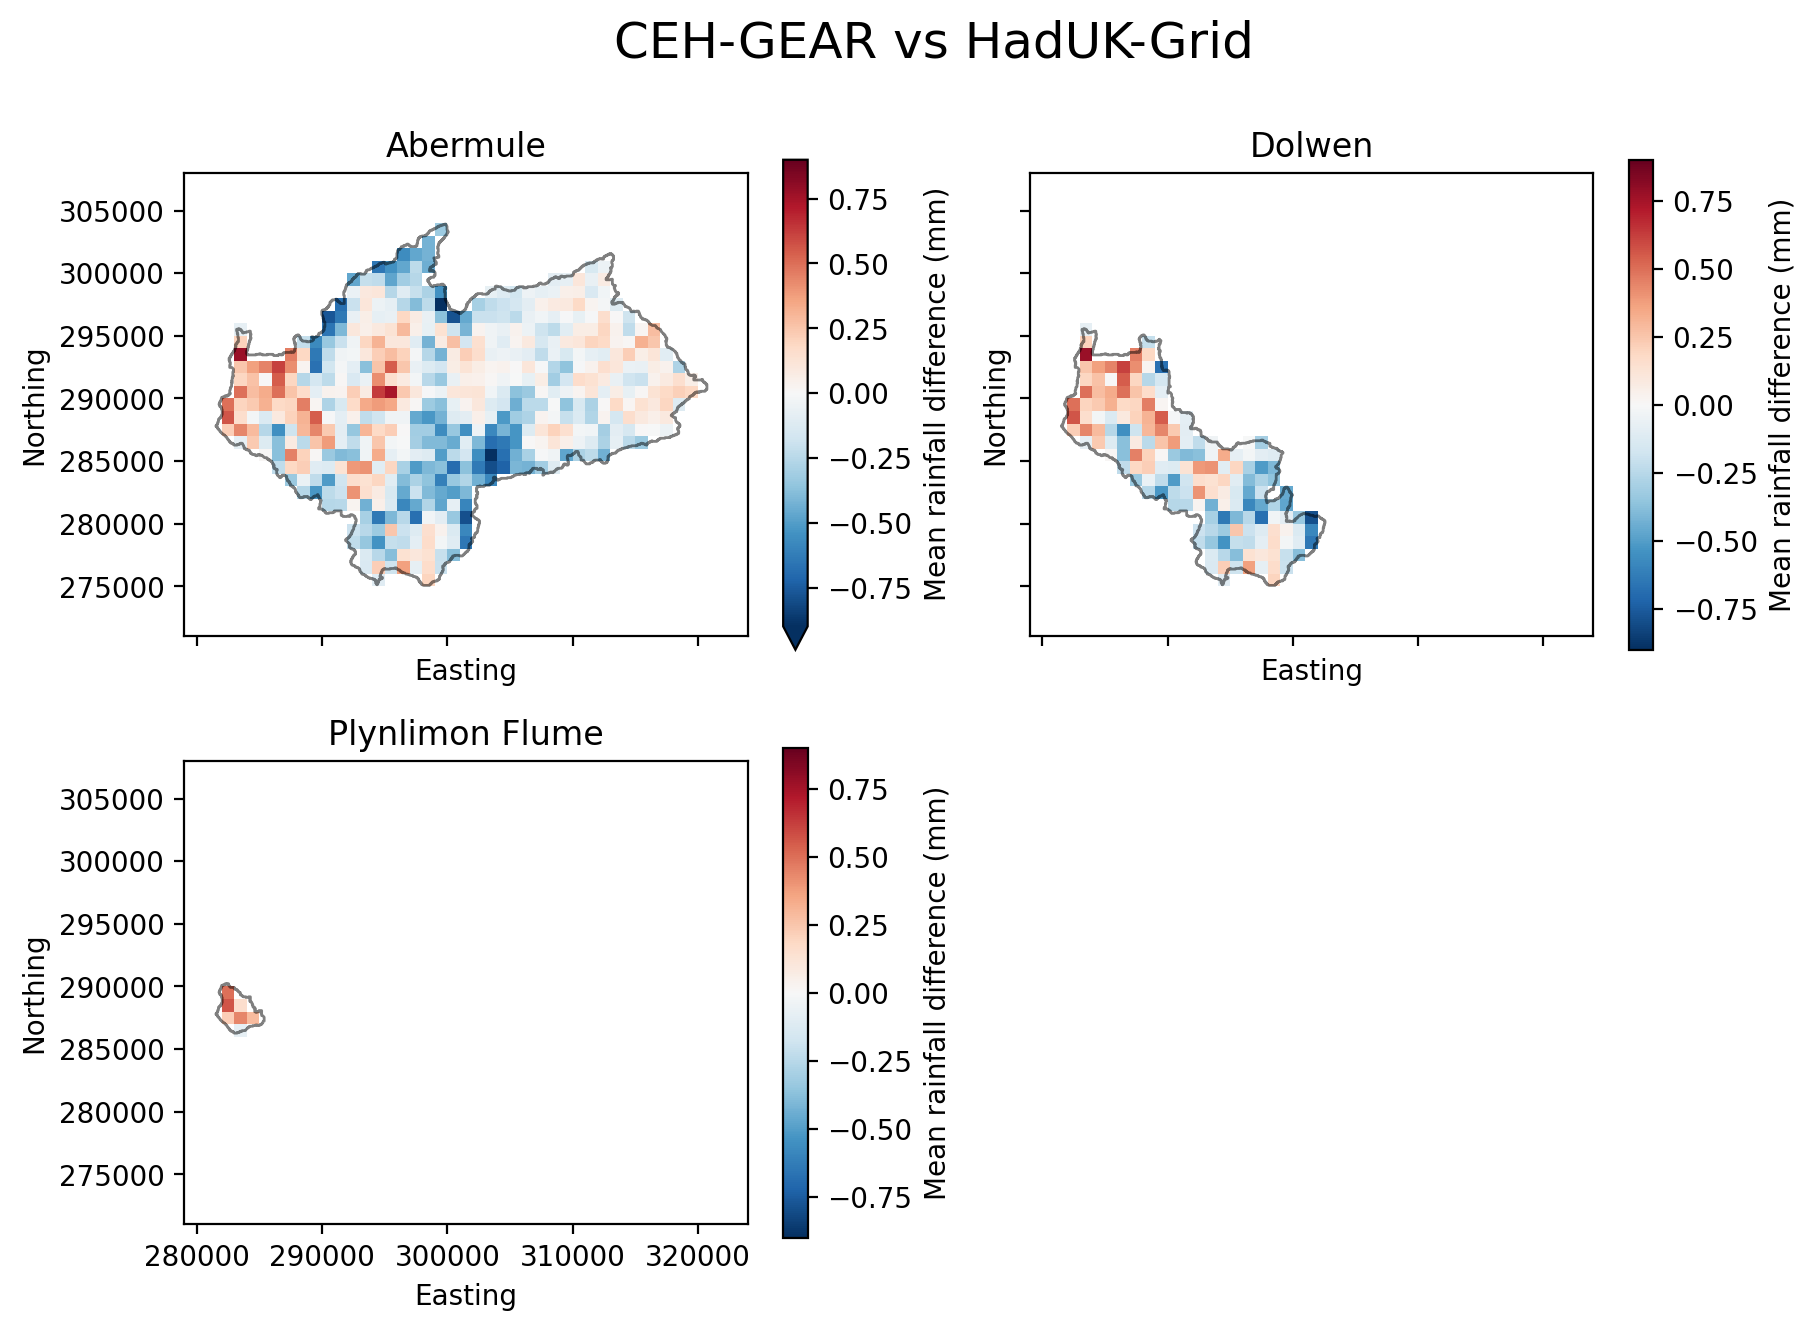 CEH-GEAR vs HadUK-Grid
Abermule
305000
300000
295000
290000
285000
280000
275000
Northing
Easting
0.75
0.50
0.25
0.00
−0.25
−0.50
−0.75
Mean rainfall difference (mm)
Dolwen
Northing
Easting
0.75
0.50
0.25
0.00
−0.25
−0.50
−0.75
Mean rainfall difference (mm)
Plynlimon Flume
305000
300000
295000
290000
285000
280000
275000
Northing
280000 290000 300000 310000 320000
Easting
0.75
0.50
0.25
0.00
−0.25
−0.50
−0.75
Mean rainfall difference (mm)